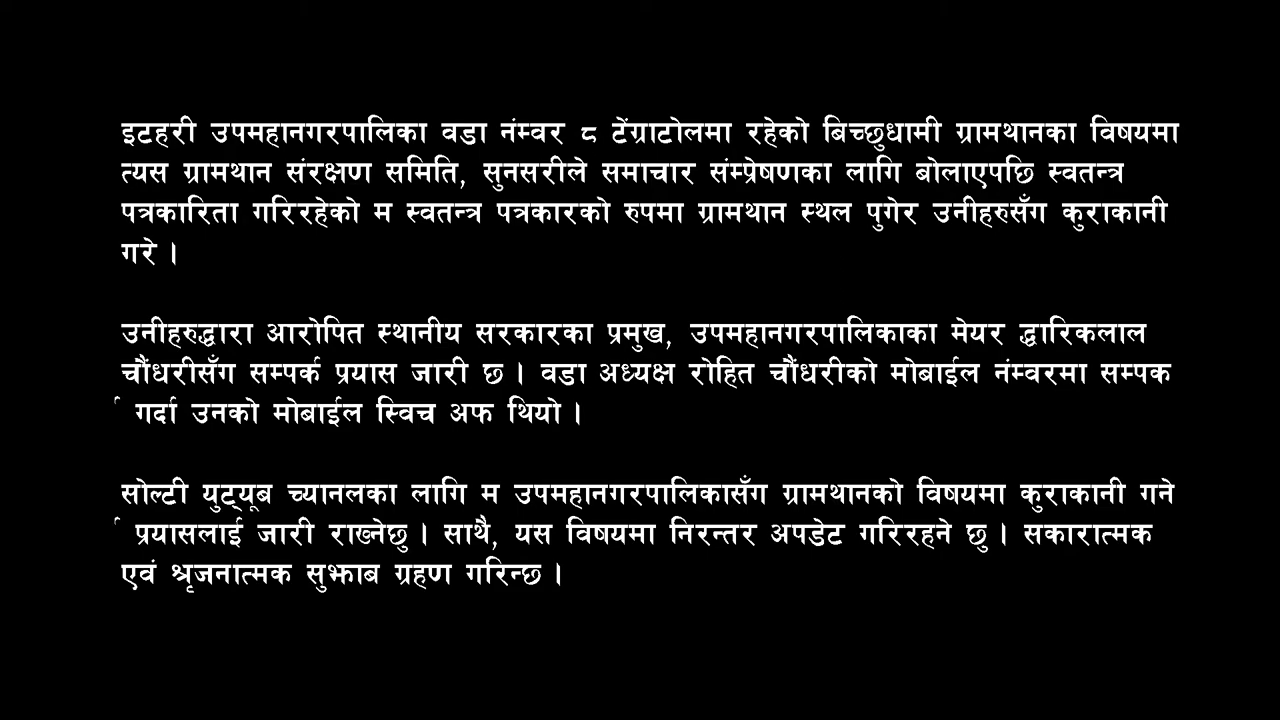 इटहरी उपमहानगरपालिका वडा नंम्वर ८ टेंग्राटोलमा रहेको बिच्छुधामी ग्रामथानका विषयमा
त्यस ग्रामथान संरक्षण समिति, सुनसरीले समाचार संम्प्रेषणका लागि बोलाएपछि स्वतन्त्र
पत्रकारिता गरिरहेको म स्वतन्त्र पत्रकारको रुपमा ग्रामथान स्थल पुगेर उनीहरुसँग कुराकानी
गरे ।
उनीहरुद्धारा आरोपित स्थानीय सरकारका प्रमुख, उपमहानगरपालिकाका मेयर द्धारिकलाल
चौंधरीसँग सम्पर्क प्रयास जारी छ । वडा अध्यक्ष रोहित चौंधरीको मोबाईल नंम्वरमा सम्पक
र् गर्दा उनको मोबाईल स्विच अफ थियो ।
सोल्टी युट्यूब च्यानलका लागि म उपमहानगरपालिकासँग ग्रामथानको विषयमा कुराकानी गने
र् प्रयासलाई जारी राख्नेछु । साथै, यस विषयमा निरन्तर अपडेट गरिरहने छु । सकारात्मक
एवं श्रृजनात्मक सुझाब ग्रहण गरिन्छ ।